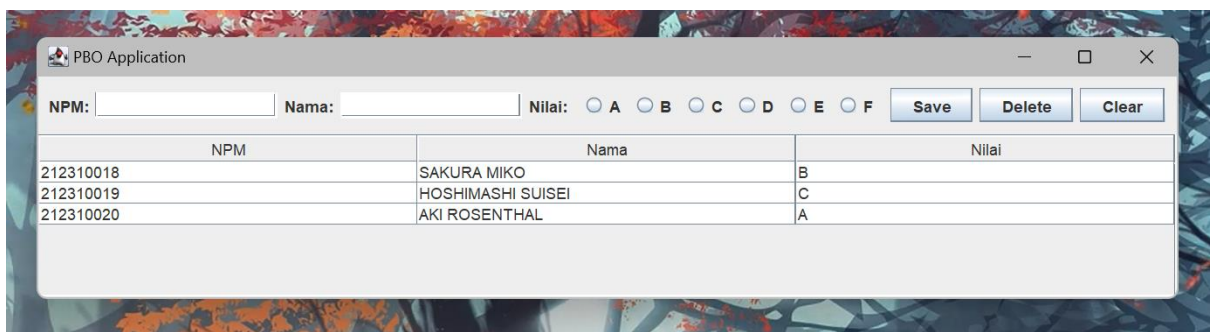 PBO Application
NPM: Nama: Nilai: A B C D E F Save Delete Clear
NPM Nama Nilai
212310018 SAKURA MIKO B
212310019 HOSHIMASHI SUISEI C
212310020 AKI ROSENTHAL A